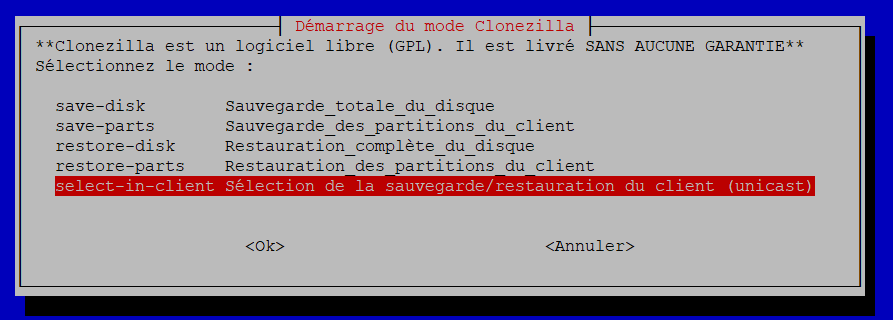 Démarrage du mode Clonezilla
**Clonezilla est un logiciel libre (GPL). Il est livré SANS AUCUNE GARANTIE**
Sélectionnez le mode :
save-disk Sauvegarde_totale_du_disque
save-parts Sauvegarde_des_partitions_du_client
restore-disk Restauration_complète_du_disque
restore-parts Restauration_des_partitions_du_client
select-in-client Sélection de la sauvegarde/restauration du client (unicast)
<Ok> <Annuler>